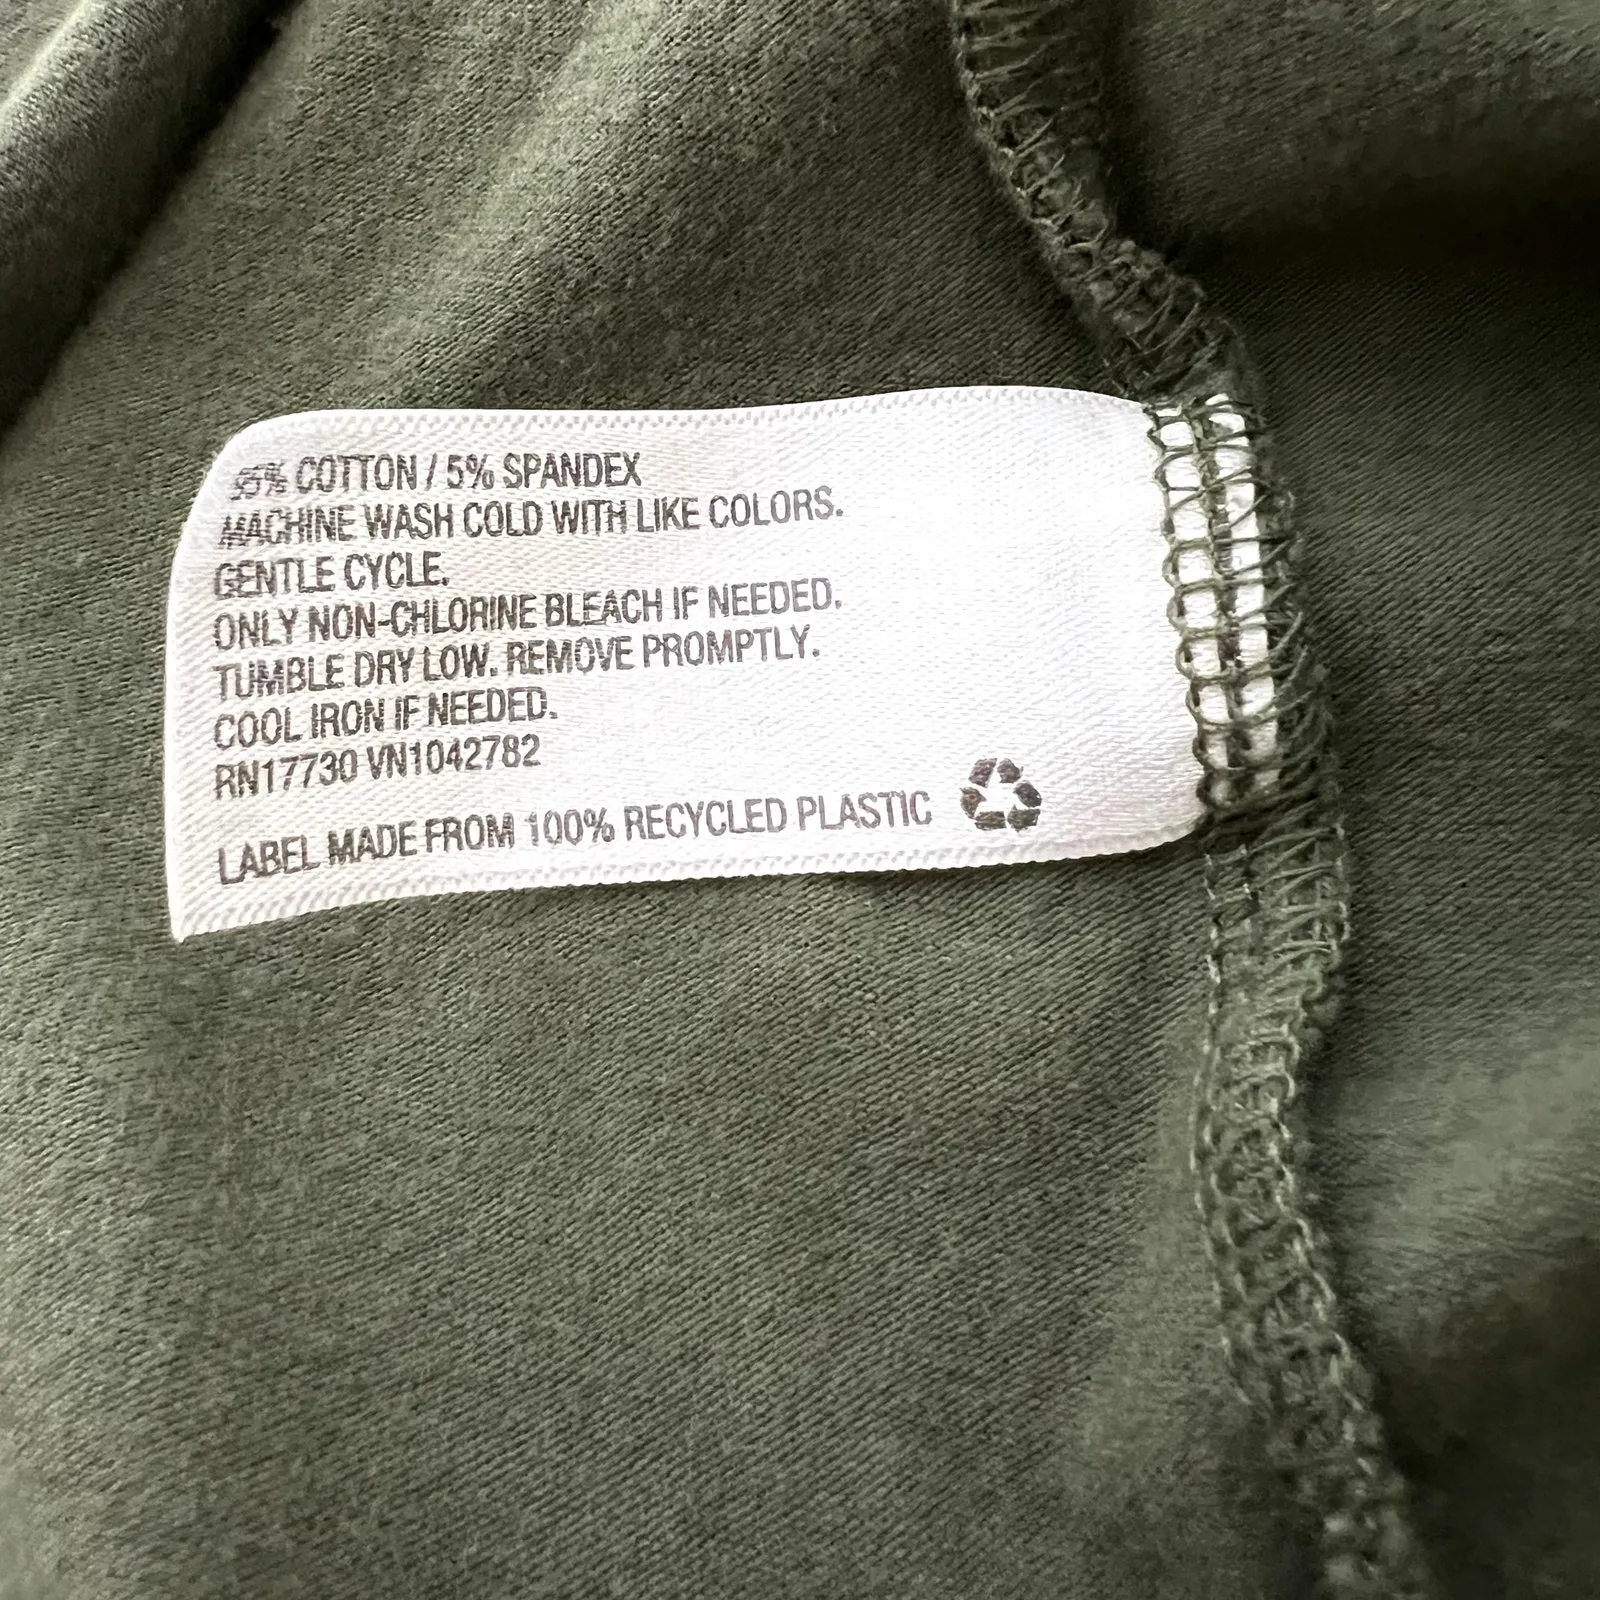 95% COTTON / 5% SPANDEX
MACHINE WASH COLD WITH LIKE COLORS.
GENTLE CYCLE.
ONLY NON-CHLORINE BLEACH IF NEEDED.
TUMBLE DRY LOW. REMOVE PROMPTLY.
COOL IRON IF NEEDED.
RN17730 VN1042782
LABEL MADE FROM 100% RECYCLED PLASTIC